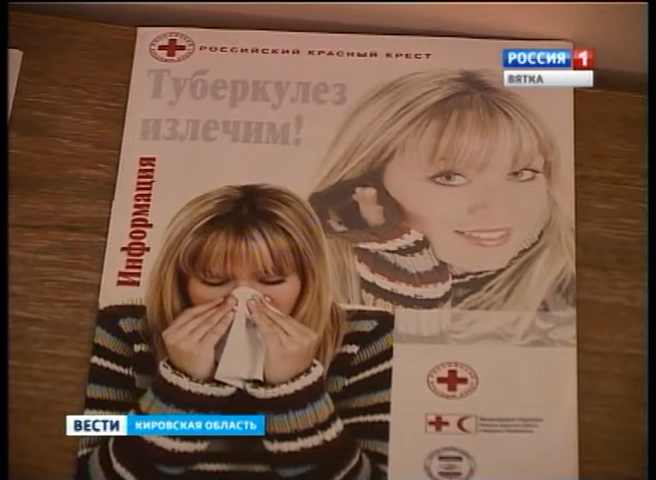 РОССИЙСКИЙ КРАСНЫЙ КРЕСТ
РОССИЯ 1
ВЯТКА
Туберкулез
излечим!
Информация
ВЕСТИ
КИРОВСКАЯ ОБЛАСТЬ